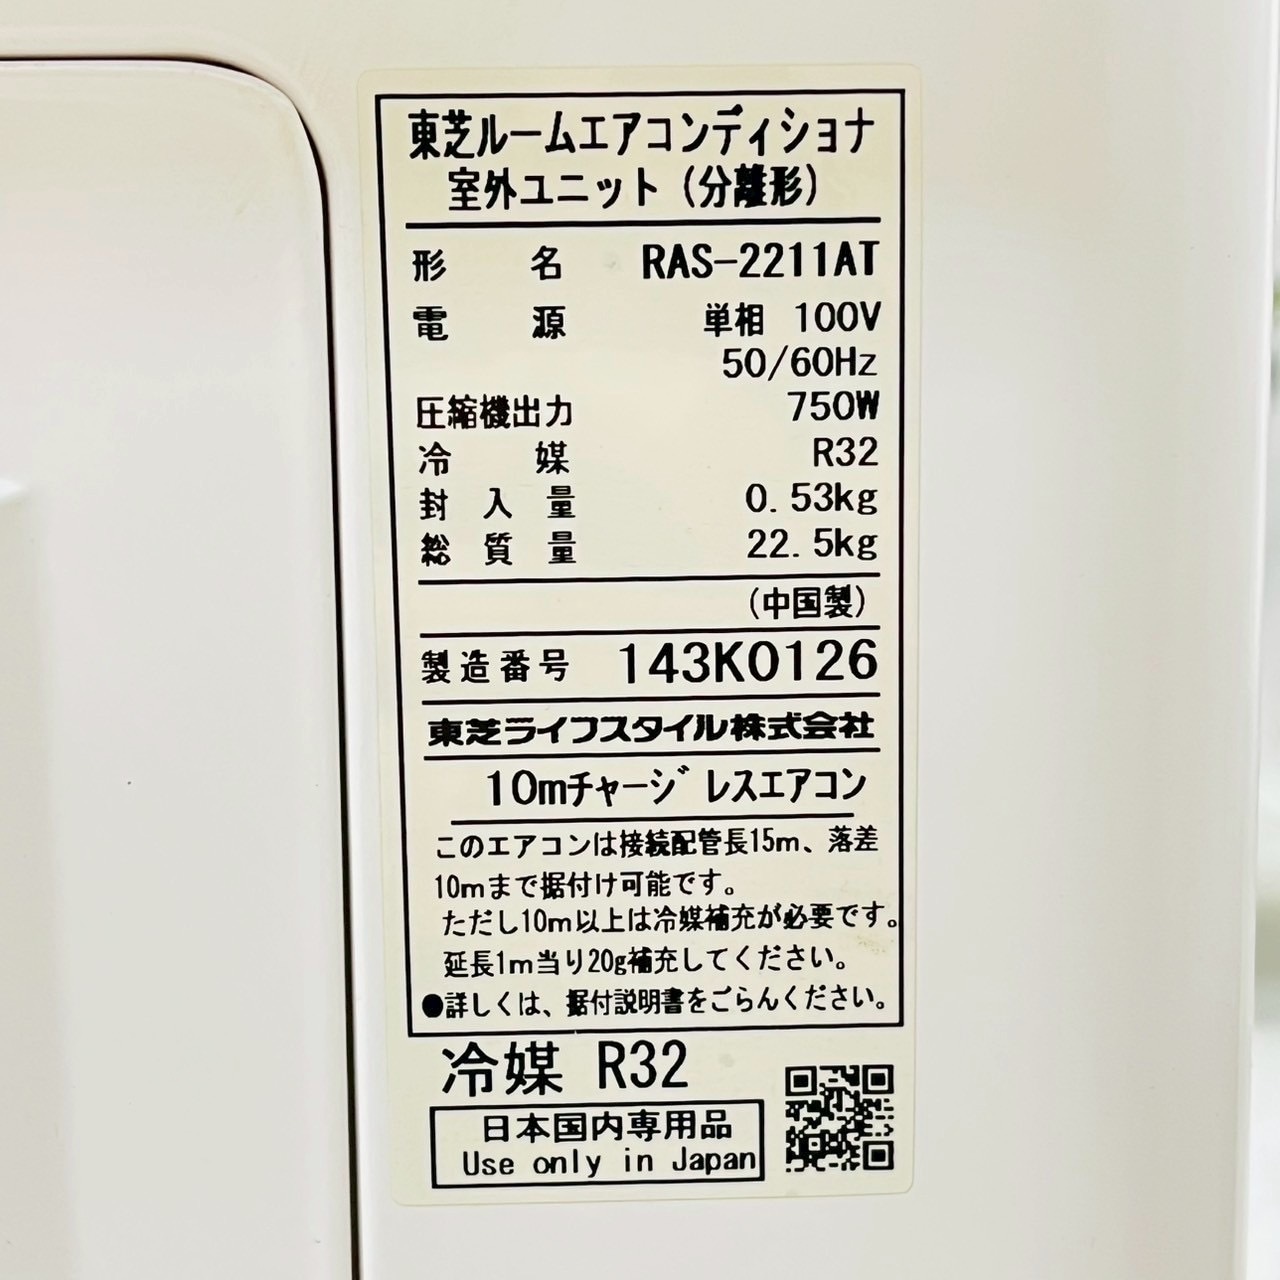 東芝ルームエアコンディショナ
室外ユニット(分離形)
形名 RAS-2211AT
電源 単相 100V
50/60Hz
圧縮機出力 750W
冷媒 R32
封入量 0.53kg
総質量 22.5kg
(中国製)
製造番号 143K0126
東芝ライフスタイル株式会社
10mチャージレスエアコン
このエアコンは接続配管長15m、落差
10mまで据付け可能です。
ただし10m以上は冷媒補充が必要です。
延長1m当り20g補充してください。
●詳しくは、据付説明書をごらんください。
冷媒 R32
日本国内専用品
Use only in Japan